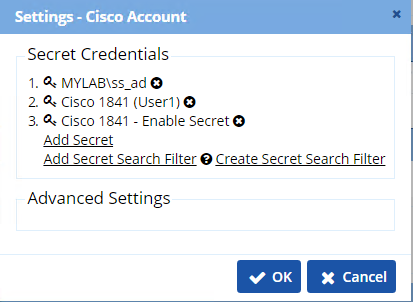 Settings - Cisco Account
Secret Credentials
1. MYLAB\ss_ad
2. Cisco 1841 (User1)
3. Cisco 1841 - Enable Secret
Add Secret
Add Secret Search Filter ? Create Secret Search Filter
Advanced Settings
OK Cancel